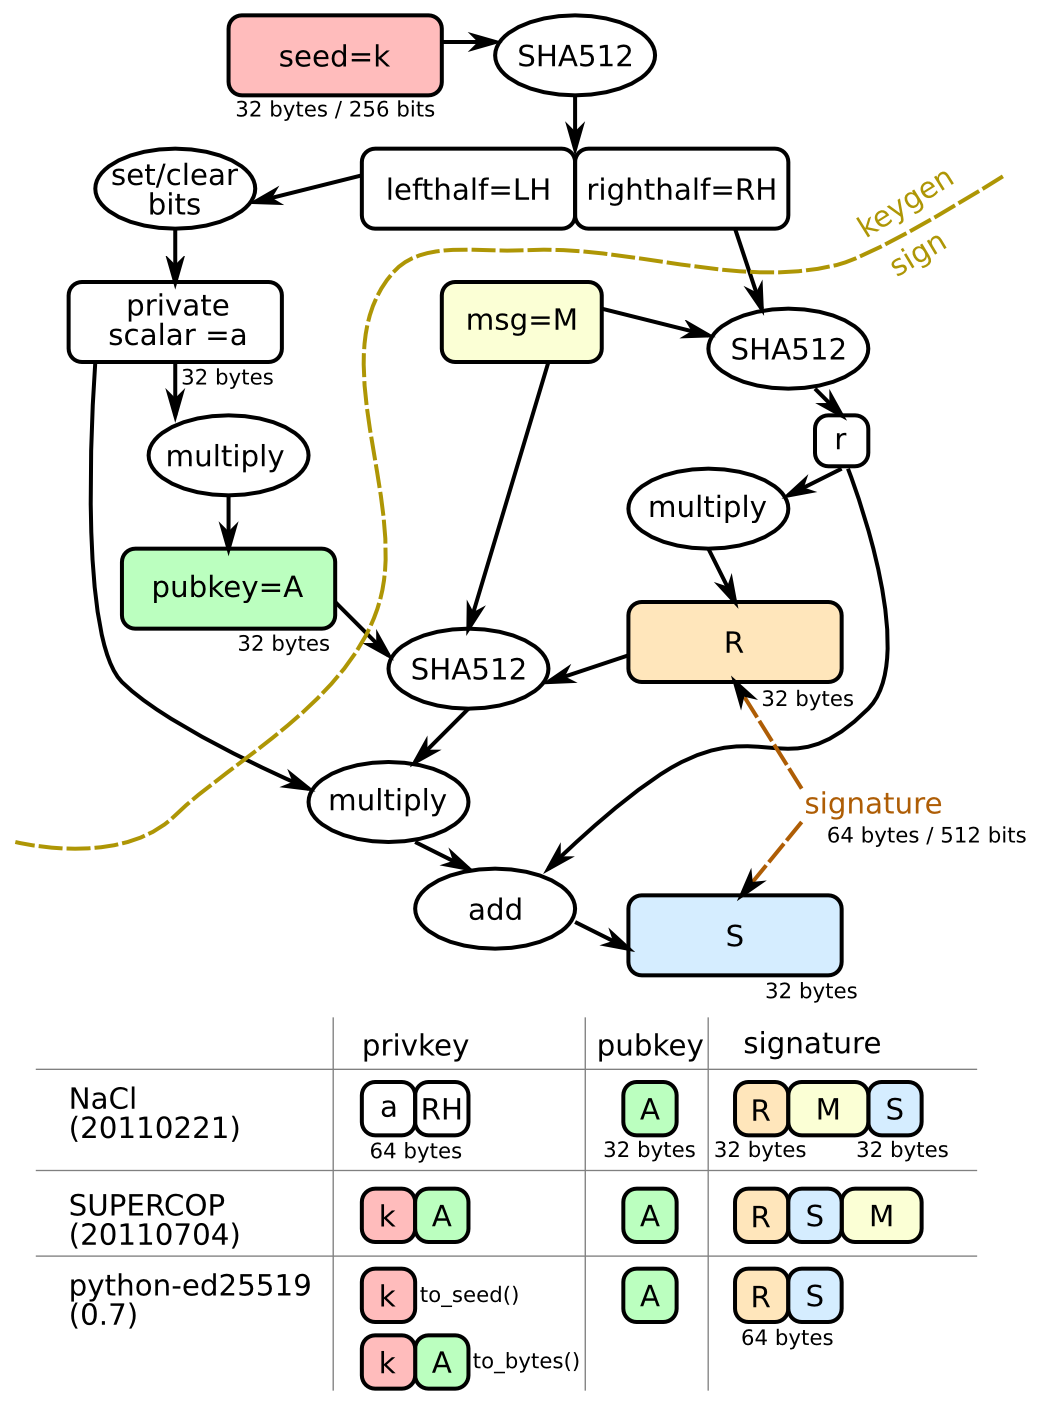 seed=k
SHA512
32 bytes / 256 bits
set/clear
bits
lefthalf=LH
righthalf=RH
keygen
sign
private
scalar =a
msg=M
SHA512
32 bytes
r
multiply
multiply
pubkey=A
32 bytes
SHA512
R
32 bytes
multiply
signature
64 bytes / 512 bits
add
S
32 bytes
privkey
pubkey
signature
NaCl
(20110221)
a
RH
64 bytes
A
32 bytes
R
M
S
32 bytes
32 bytes
SUPERCOP
(20110704)
k
A
A
R
S
M
python-ed25519
(0.7)
k
to_seed()
A
R
S
64 bytes
k
A
to_bytes()